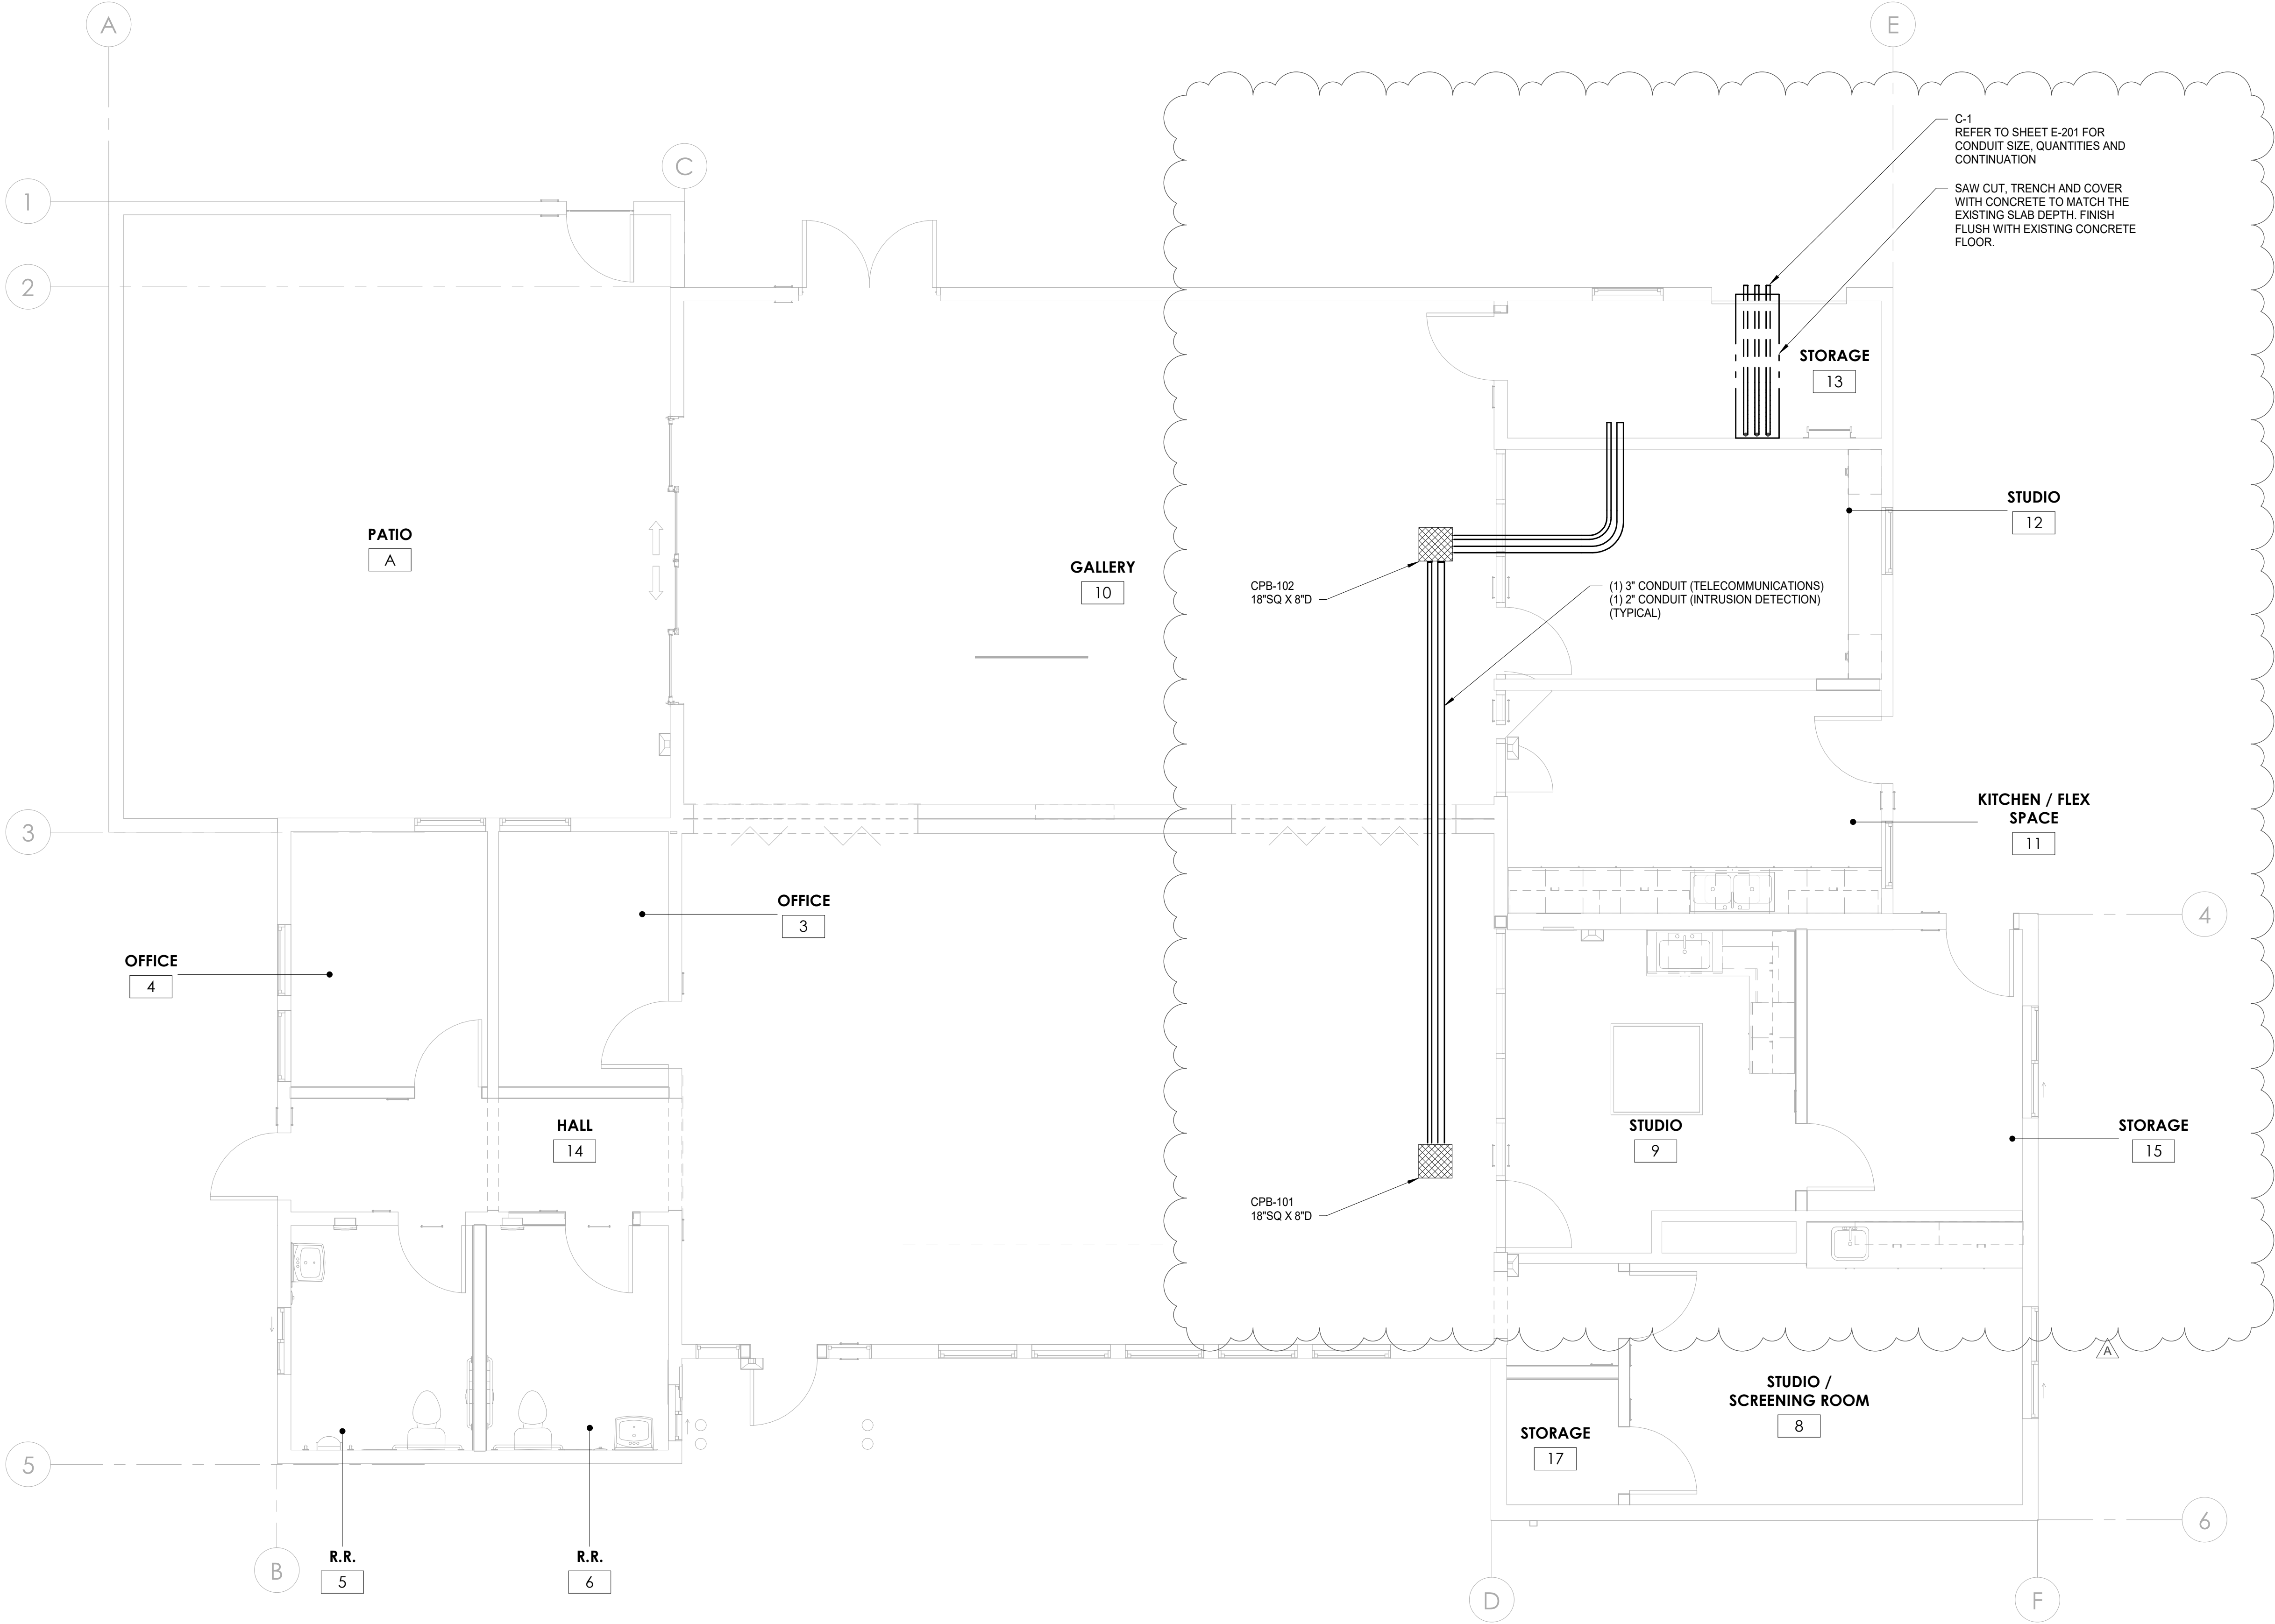 A
E
C-1
REFER TO SHEET E-201 FOR
CONDUIT SIZE, QUANTITIES AND
CONTINUATION
C
SAW CUT, TRENCH AND COVER
WITH CONCRETE TO MATCH THE
EXISTING SLAB DEPTH. FINISH
FLUSH WITH EXISTING CONCRETE
FLOOR.
1
2
STORAGE
13
STUDIO
12
PATIO
A
GALLERY
10
CPB-102
18"SQ X 8"D
(1) 3" CONDUIT (TELECOMMUNICATIONS)
(1) 2" CONDUIT (INTRUSION DETECTION)
(TYPICAL)
KITCHEN / FLEX
SPACE
11
3
OFFICE
3
4
OFFICE
4
HALL
14
STUDIO
9
STORAGE
15
CPB-101
18"SQ X 8"D
A
STUDIO /
SCREENING ROOM
8
STORAGE
17
5
6
R.R.
5
R.R.
6
B
D
F